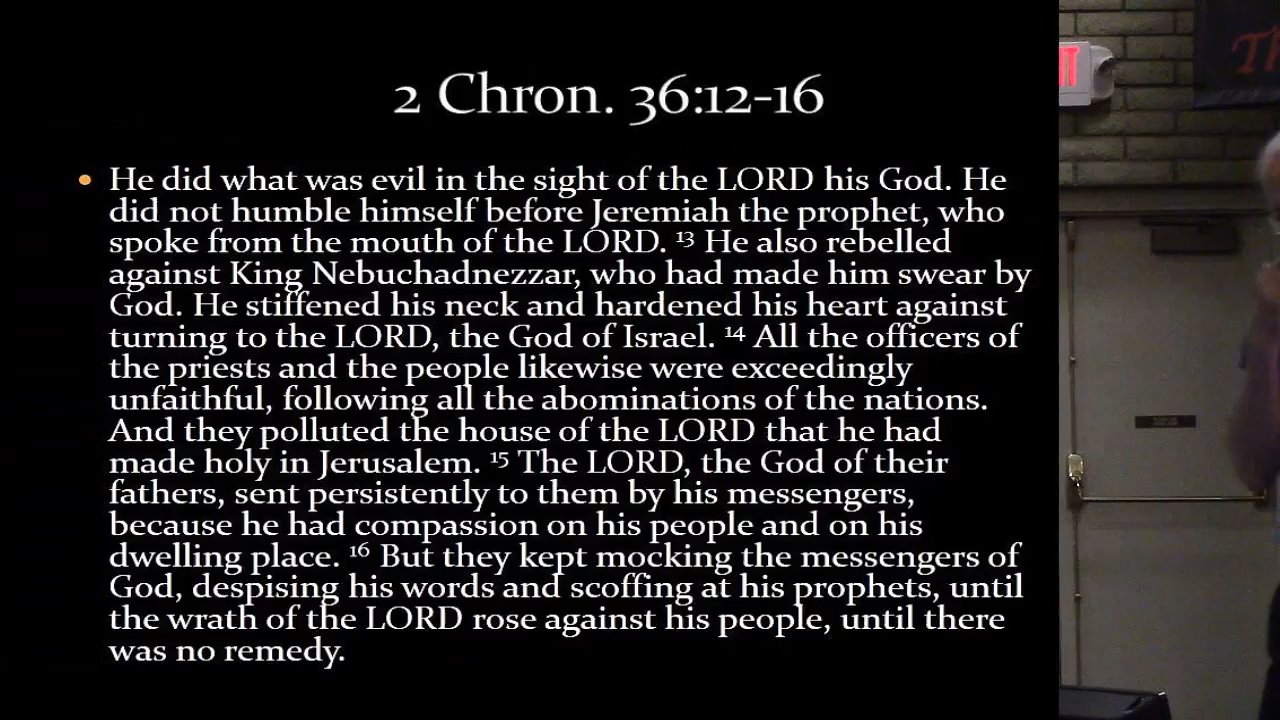 2 Chron. 36:12-16
• He did what was evil in the sight of the LORD his God. He
did not humble himself before Jeremiah the prophet, who
spoke from the mouth of the LORD. ¹³ He also rebelled
against King Nebuchadnezzar, who had made him swear by
God. He stiffened his neck and hardened his heart against
turning to the LORD, the God of Israel. ¹⁴ All the officers of
the priests and the people likewise were exceedingly
unfaithful, following all the abominations of the nations.
And they polluted the house of the LORD that he had
made holy in Jerusalem. ¹⁵ The LORD, the God of their
fathers, sent persistently to them by his messengers,
because he had compassion on his people and on his
dwelling place. ¹⁶ But they kept mocking the messengers of
God, despising his words and scoffing at his prophets, until
the wrath of the LORD rose against his people, until there
was no remedy.
IT
Th